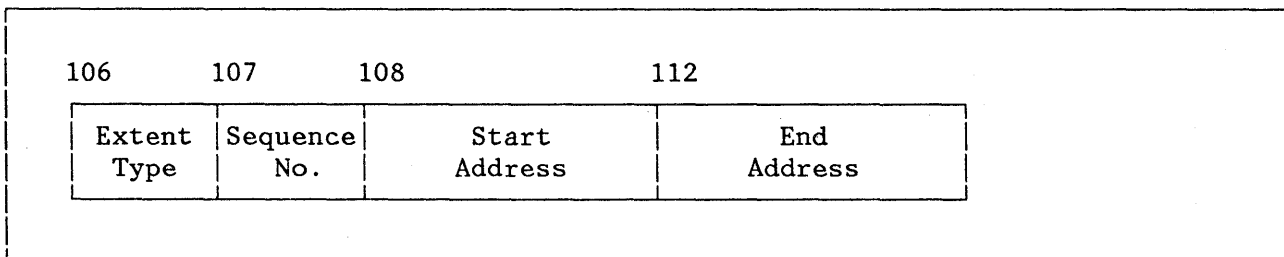 106 107 108 112
Extent Sequence Start End
Type No. Address Address